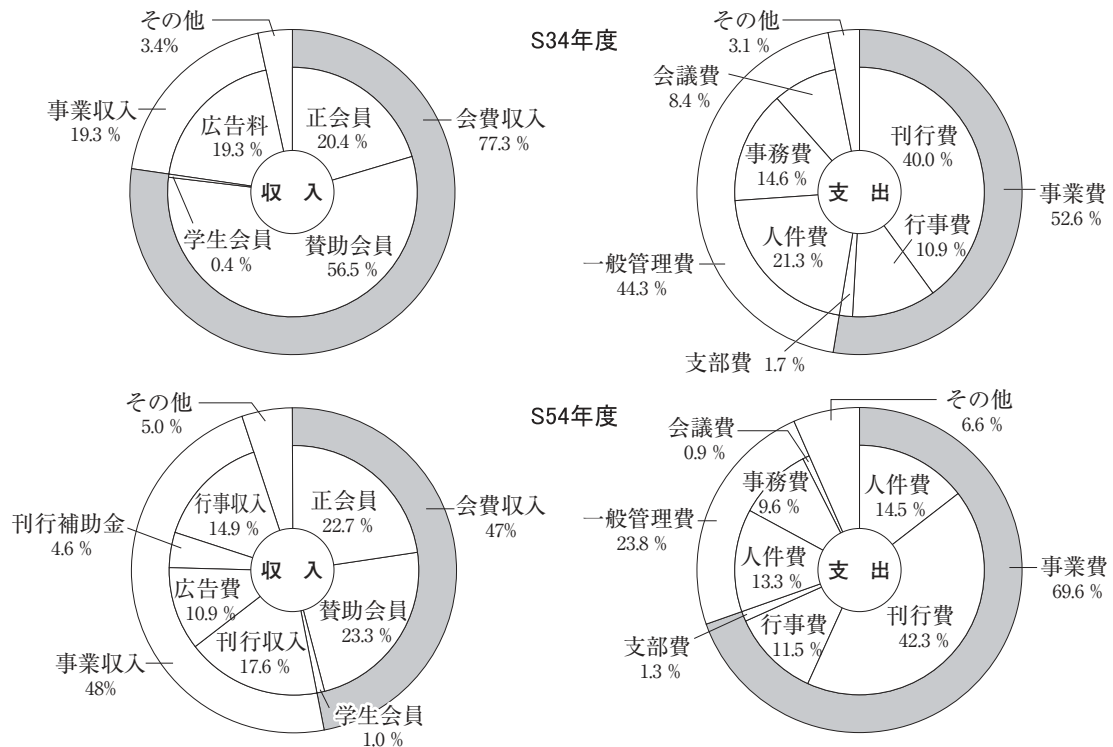 S34年度
その他
3.4%
事業収入
19.3 %
広告料
19.3 %
正会員
20.4 %
会費収入
77.3 %
収 入
学生会員
0.4 %
賛助会員
56.5 %
その他
3.1 %
会議費
8.4 %
刊行費
40.0 %
事務費
14.6 %
支 出
事業費
52.6 %
行事費
10.9 %
人件費
21.3 %
一般管理費
44.3 %
支部費 1.7 %
S54年度
その他
5.0 %
行事収入
14.9 %
正会員
22.7 %
会費収入
47%
刊行補助金
4.6 %
収 入
広告費
10.9 %
賛助会員
23.3 %
刊行収入
17.6 %
事業収入
48%
学生会員
1.0 %
その他
6.6 %
会議費
0.9 %
事務費
9.6 %
人件費
14.5 %
一般管理費
23.8 %
人件費
13.3 %
支 出
事業費
69.6 %
刊行費
42.3 %
行事費
11.5 %
支部費
1.3 %